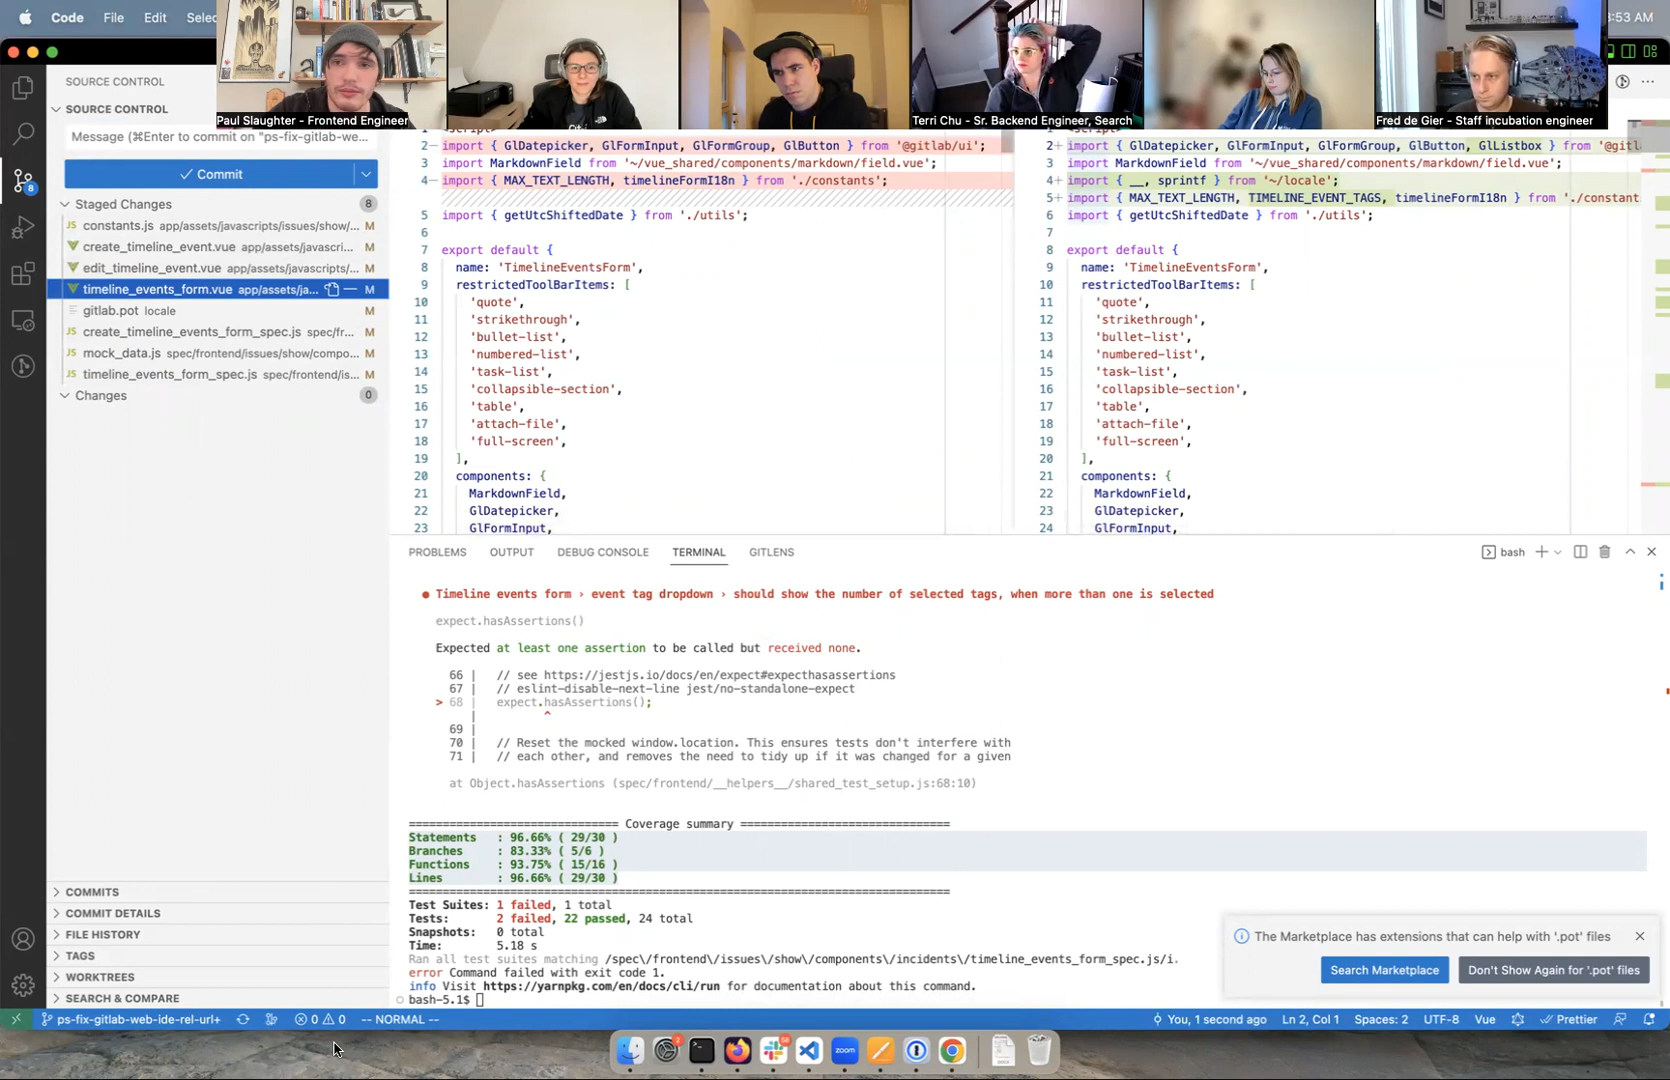 Code File Edit Selec
8:53 AM
Paul Slaughter - Frontend Engineer
Terri Chu - Sr. Backend Engineer, Search
Fred de Gier - Staff incubation engineer
SOURCE CONTROL
SOURCE CONTROL
Message (⌘Enter to commit on "ps-fix-gitlab-we...
Commit
Staged Changes 8
JS constants.js app/assets/javascripts/issues/show/... M
create_timeline_event.vue app/assets/javascri... M
edit_timeline_event.vue app/assets/javascripts/... M
timeline_events_form.vue app/assets/ja... M
gitlab.pot locale M
JS create_timeline_events_form_spec.js spec/fr... M
JS mock_data.js spec/frontend/issues/show/compo... M
JS timeline_events_form_spec.js spec/frontend/is... M
Changes 0
8
COMMITS
COMMIT DETAILS
FILE HISTORY
TAGS
WORKTREES
SEARCH & COMPARE
1 <script>
2− import { GlDatepicker, GlFormInput, GlFormGroup, GlButton } from '@gitlab/ui';
3 import MarkdownField from '~/vue_shared/components/markdown/field.vue';
4− import { MAX_TEXT_LENGTH, timelineFormI18n } from './constants';
5 import { getUtcShiftedDate } from './utils';
6
7 export default {
8 name: 'TimelineEventsForm',
9 restrictedToolBarItems: [
10 'quote',
11 'strikethrough',
12 'bullet-list',
13 'numbered-list',
14 'task-list',
15 'collapsible-section',
16 'table',
17 'attach-file',
18 'full-screen',
19 ],
20 components: {
21 MarkdownField,
22 GlDatepicker,
23 GlFormInput,
1 <script>
2+ import { GlDatepicker, GlFormInput, GlFormGroup, GlButton, GlListbox } from '@gitl
3 import MarkdownField from '~/vue_shared/components/markdown/field.vue';
4+ import { __, sprintf } from '~/locale';
5+ import { MAX_TEXT_LENGTH, TIMELINE_EVENT_TAGS, timelineFormI18n } from './constant
6 import { getUtcShiftedDate } from './utils';
7
8 export default {
9 name: 'TimelineEventsForm',
10 restrictedToolBarItems: [
11 'quote',
12 'strikethrough',
13 'bullet-list',
14 'numbered-list',
15 'task-list',
16 'collapsible-section',
17 'table',
18 'attach-file',
19 'full-screen',
20 ],
21 components: {
22 MarkdownField,
23 GlDatepicker,
24 GlFormInput,
PROBLEMS OUTPUT DEBUG CONSOLE TERMINAL GITLENS
bash
● Timeline events form › event tag dropdown › should show the number of selected tags, when more than one is selected
expect.hasAssertions()
Expected at least one assertion to be called but received none.
66 | // see https://jestjs.io/docs/en/expect#expecthasassertions
67 | // eslint-disable-next-line jest/no-standalone-expect
> 68 | expect.hasAssertions();
| ^
69 |
70 | // Reset the mocked window.location. This ensures tests don't interfere with
71 | // each other, and removes the need to tidy up if it was changed for a given
at Object.hasAssertions (spec/frontend/__helpers__/shared_test_setup.js:68:10)
=============================== Coverage summary ===============================
Statements : 96.66% ( 29/30 )
Branches : 83.33% ( 5/6 )
Functions : 93.75% ( 15/16 )
Lines : 96.66% ( 29/30 )
================================================================================
Test Suites: 1 failed, 1 total
Tests: 2 failed, 22 passed, 24 total
Snapshots: 0 total
Time: 5.18 s
Ran all test suites matching /spec\/frontend\/issues\/show\/components\/incidents\/timeline_events_form_spec.js/i.
error Command failed with exit code 1.
info Visit https://yarnpkg.com/en/docs/cli/run for documentation about this command.
bash-5.1$
The Marketplace has extensions that can help with '.pot' files
Search Marketplace
Don't Show Again for '.pot' files
ps-fix-gitlab-web-ide-rel-url+ 0 0 -- NORMAL --
You, 1 second ago Ln 2, Col 1 Spaces: 2 UTF-8 Vue Prettier
zoom